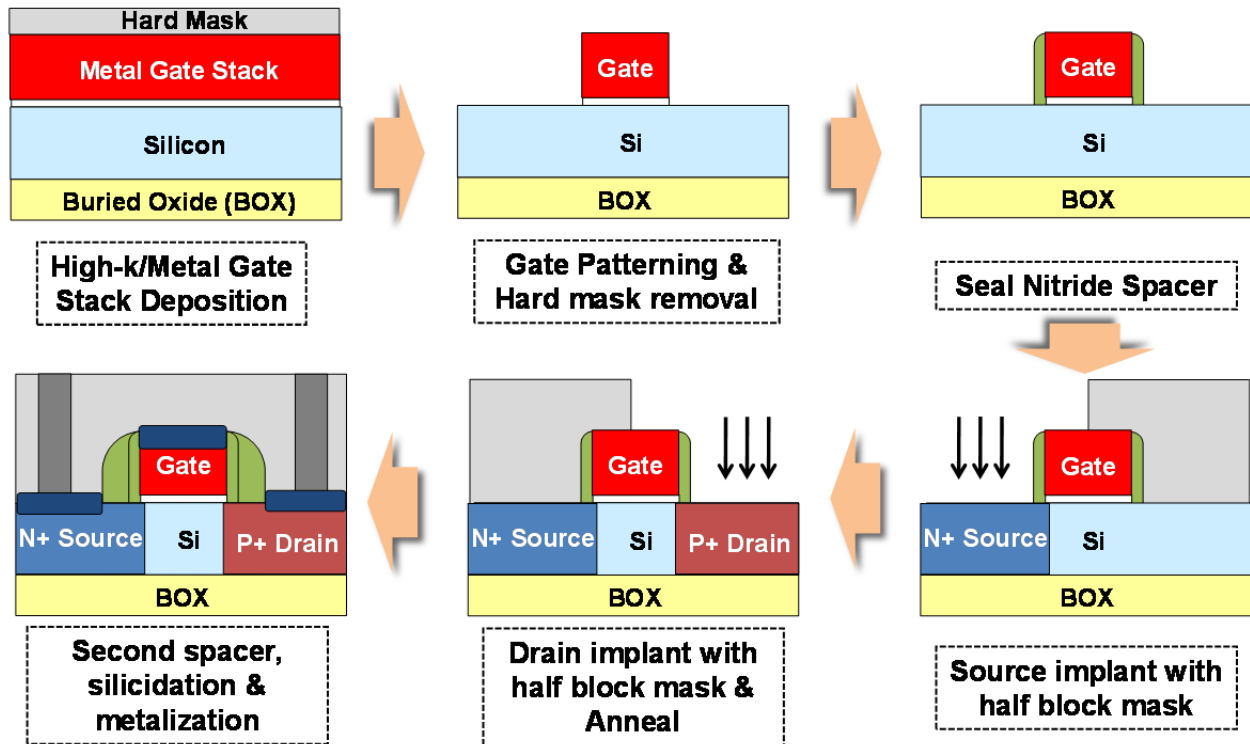 Hard Mask
Metal Gate Stack
Silicon
Buried Oxide (BOX)
High-k/Metal Gate
Stack Deposition
Gate
Si
BOX
Gate Patterning &
Hard mask removal
Gate
Si
BOX
Seal Nitride Spacer
Gate
N+ Source
Si
BOX
Source implant with
half block mask
Gate
N+ Source
Si
P+ Drain
BOX
Drain implant with
half block mask &
Anneal
Gate
N+ Source
Si
P+ Drain
BOX
Second spacer,
silicidation &
metalization